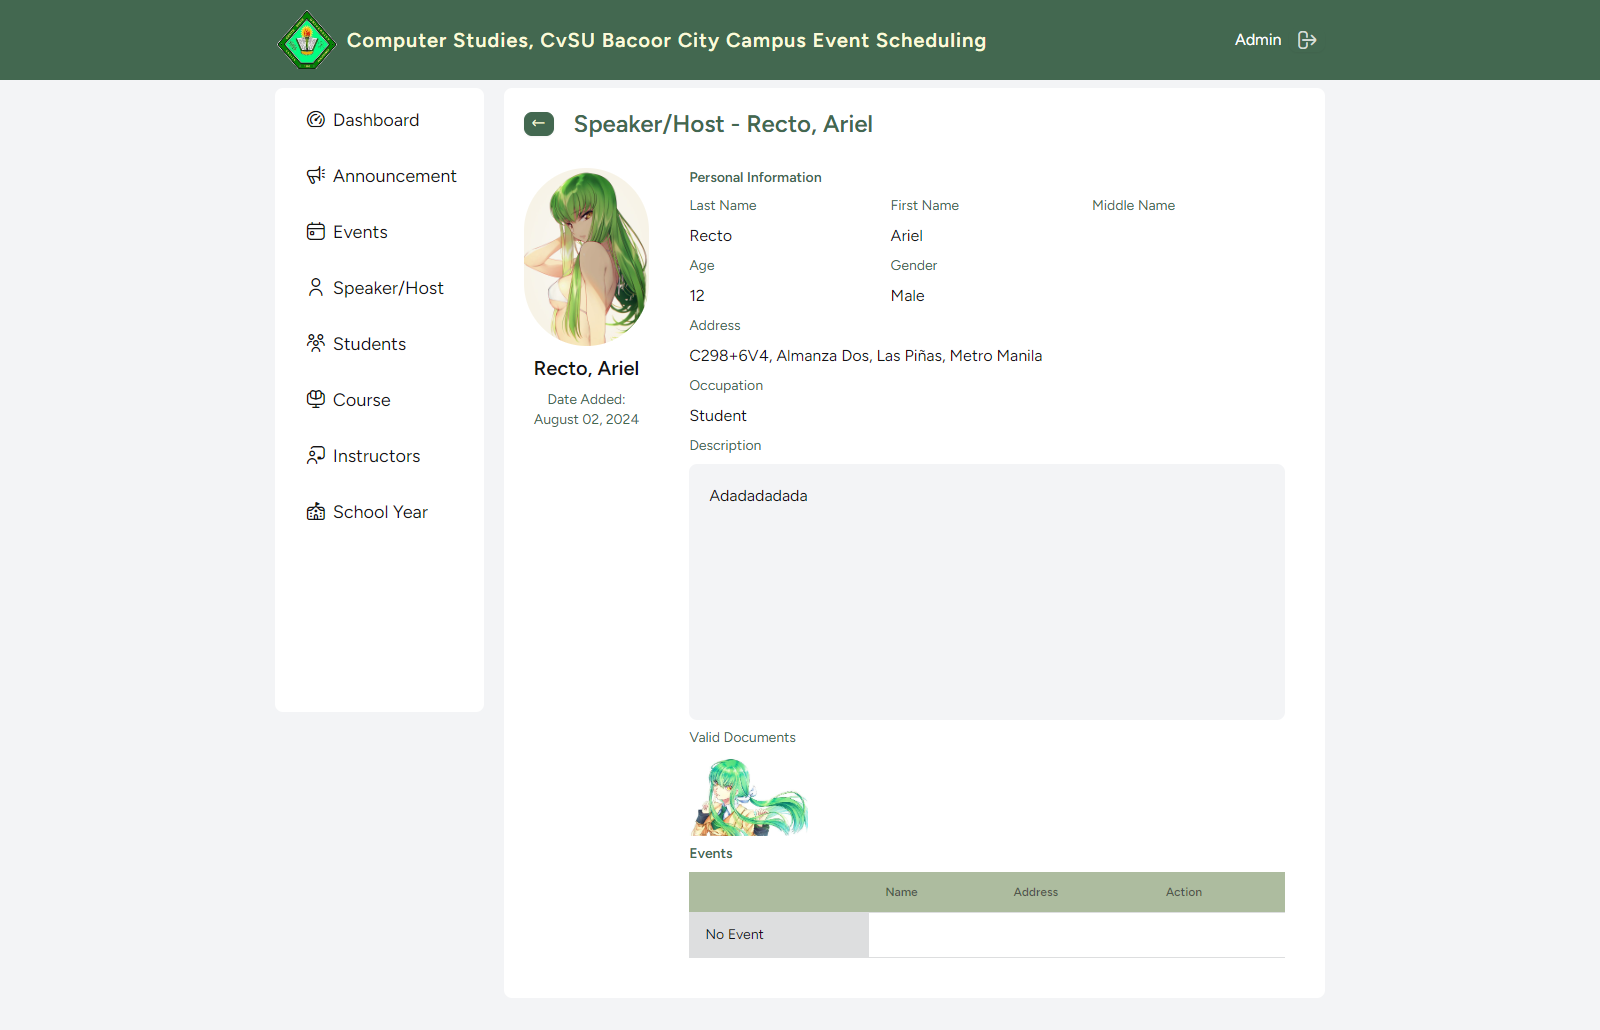 Computer Studies, CvSU Bacoor City Campus Event Scheduling
Admin
Dashboard
Announcement
Events
Speaker/Host
Students
Course
Instructors
School Year
Speaker/Host - Recto, Ariel
Recto, Ariel
Date Added:
August 02, 2024
Personal Information
Last Name First Name Middle Name
Recto Ariel
Age Gender
12 Male
Address
C298+6V4, Almanza Dos, Las Piñas, Metro Manila
Occupation
Student
Description
Adadadadada
Valid Documents
Events
Name Address Action
No Event